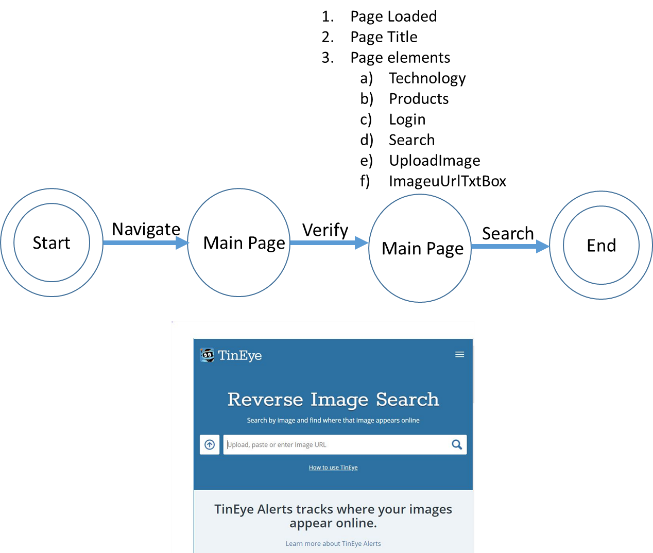 1. Page Loaded
2. Page Title
3. Page elements
a) Technology
b) Products
c) Login
d) Search
e) UploadImage
f) ImageuUrlTxtBox
Start
Navigate
Main Page
Verify
Main Page
Search
End
TinEye
Reverse Image Search
Search by image and find where that image appears online
Upload, paste or enter Image URL
How to use TinEye
TinEye Alerts tracks where your images
appear online.
Learn more about TinEye Alerts